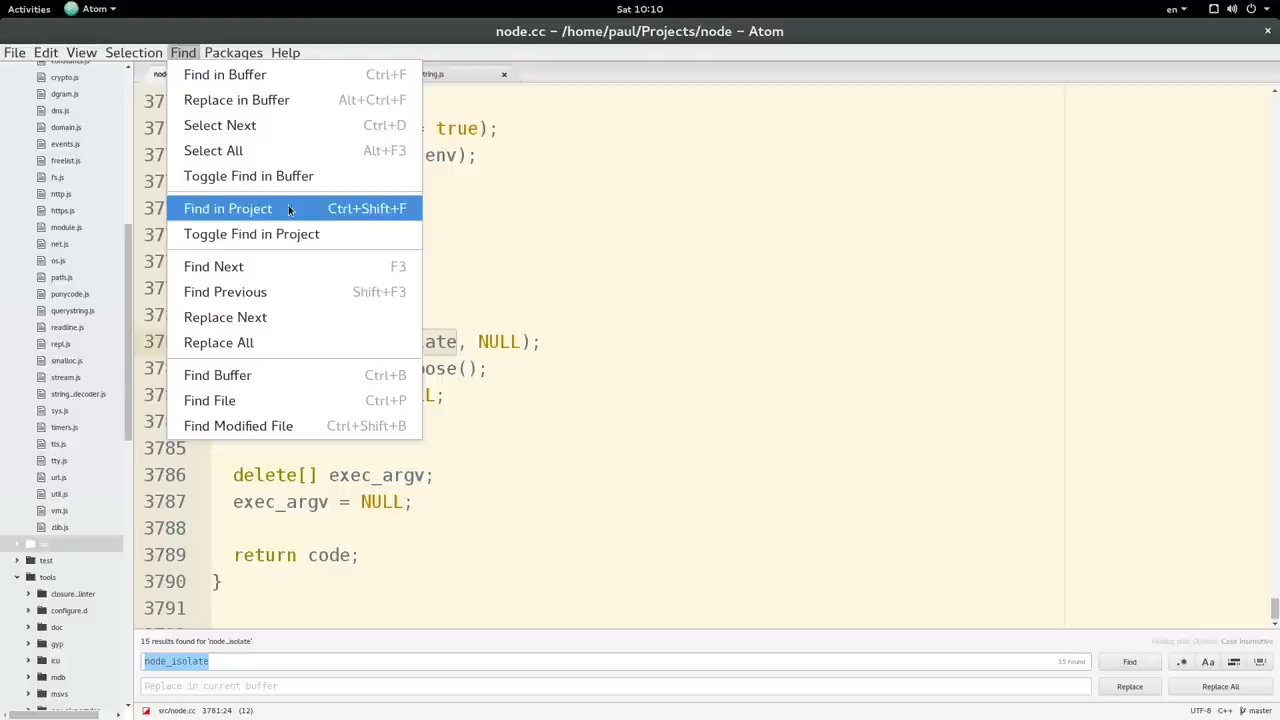 Activities Atom Sat 10:10 en
node.cc – /home/paul/Projects/node – Atom ×
File Edit View Selection Find Packages Help
crypto.js
dgram.js
dns.js
domain.js
events.js
freelist.js
fs.js
http.js
https.js
module.js
net.js
os.js
path.js
punycode.js
querystring.js
readline.js
repl.js
smalloc.js
stream.js
string_decoder.js
sys.js
timers.js
tls.js
tty.js
url.js
util.js
vm.js
zlib.js
src
test
tools
closure_linter
configure.d
doc
gyp
icu
mdb
msvs
Find in Buffer Ctrl+F
Replace in Buffer Alt+Ctrl+F
Select Next Ctrl+D
Select All Alt+F3
Toggle Find in Buffer
Find in Project Ctrl+Shift+F
Toggle Find in Project
Find Next F3
Find Previous Shift+F3
Replace Next
Replace All
Find Buffer Ctrl+B
Find File Ctrl+P
Find Modified File Ctrl+Shift+B
= true);
env);
ate, NULL);
ose();
3785
3786 delete[] exec_argv;
3787 exec_argv = NULL;
3788
3789 return code;
3790 }
3791
15 results found for 'node_isolate' Finding with Options: Case Insensitive
node_isolate 15 found Find .* Aa
Replace in current buffer Replace Replace All
src/node.cc 3781:24 (12) UTF-8 C++ master